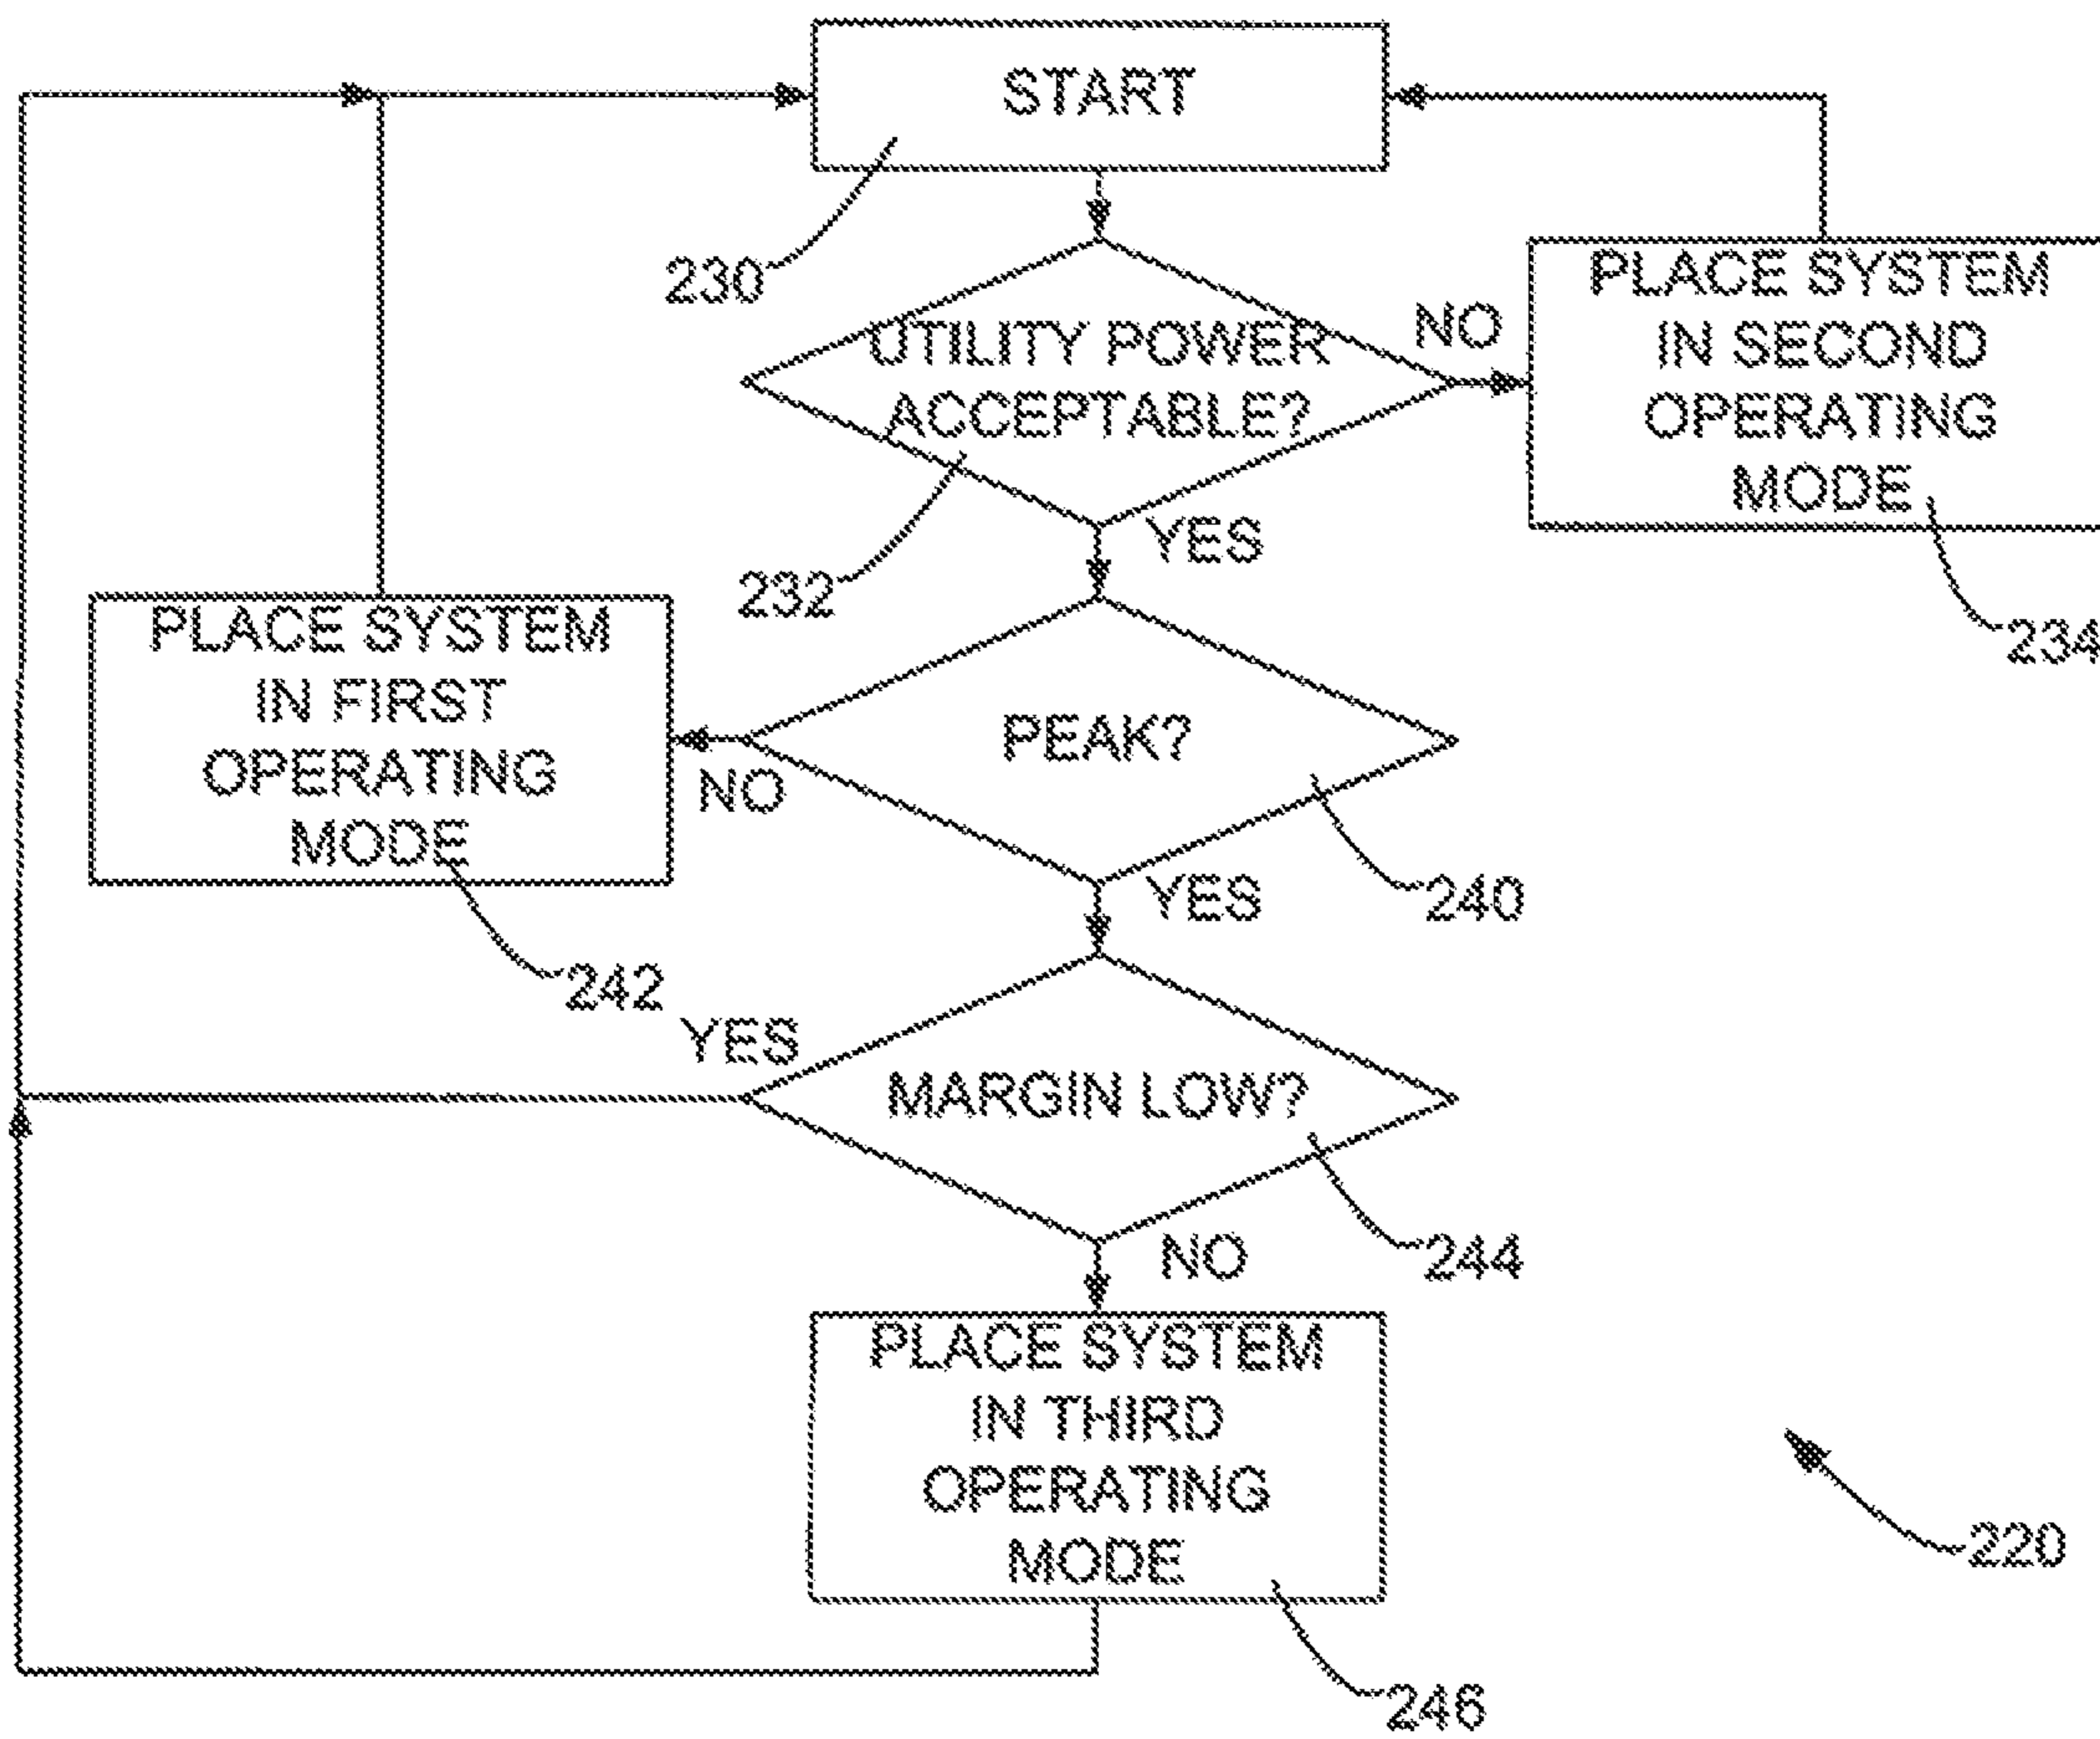 START
230
UTILITY POWER
ACCEPTABLE?
232
NO
PLACE SYSTEM
IN SECOND
OPERATING
MODE
234
YES
PEAK?
240
NO
PLACE SYSTEM
IN FIRST
OPERATING
MODE
242
YES
MARGIN LOW?
244
YES
NO
PLACE SYSTEM
IN THIRD
OPERATING
MODE
246
220